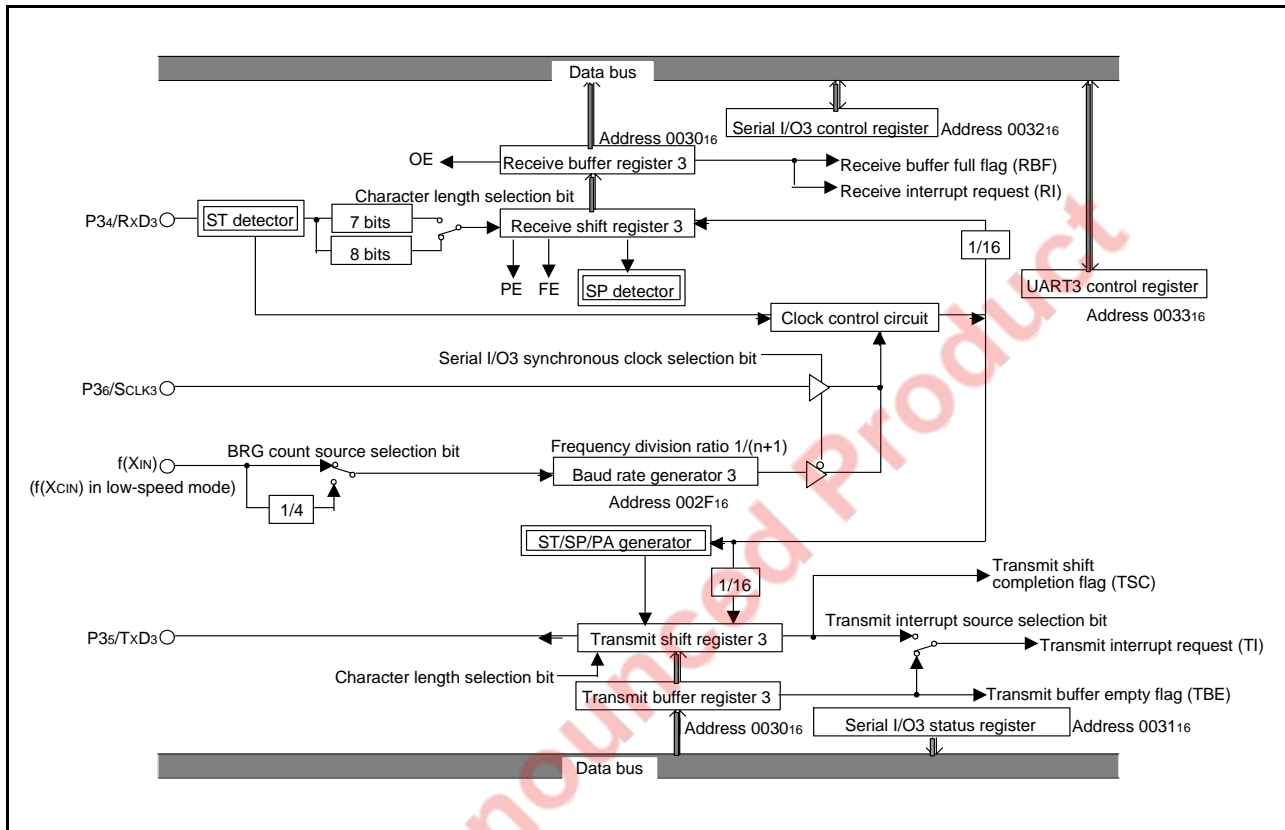 Data bus
Serial I/O3 control register Address 003216
Address 003016
OE Receive buffer register 3 Receive buffer full flag (RBF)
Receive interrupt request (RI)
Character length selection bit
P34/RXD3 ST detector 7 bits Receive shift register 3
8 bits 1/16
PE FE SP detector UART3 control register
Clock control circuit Address 003316
Serial I/O3 synchronous clock selection bit
P36/SCLK3
BRG count source selection bit Frequency division ratio 1/(n+1)
f(XIN) Baud rate generator 3
(f(XCIN) in low-speed mode)
1/4 Address 002F16
ST/SP/PA generator
1/16 Transmit shift
completion flag (TSC)
Transmit interrupt source selection bit
P35/TXD3 Transmit shift register 3 Transmit interrupt request (TI)
Character length selection bit
Transmit buffer register 3 Transmit buffer empty flag (TBE)
Address 003016 Serial I/O3 status register Address 003116
Data bus
nounced Product